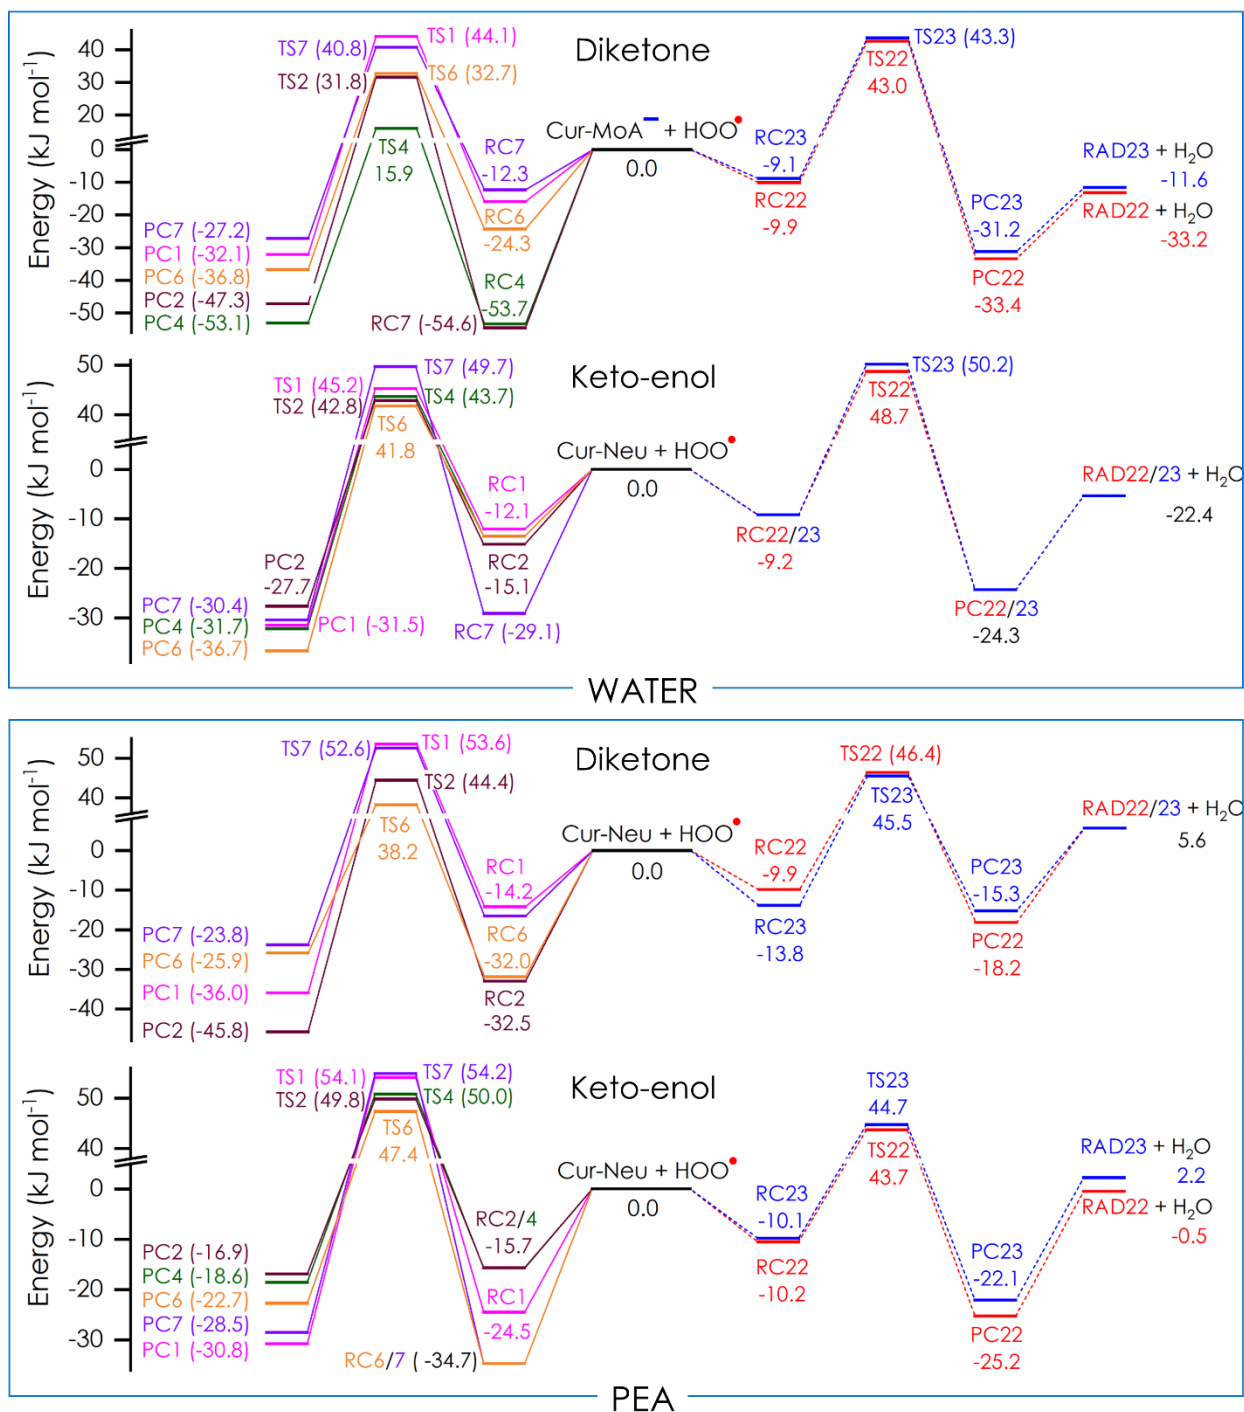 Diketone
Energy (kJ mol⁻¹)
40
30
20
0
-10
-20
-30
-40
-50
TS7 (40.8)
TS1 (44.1)
TS2 (31.8)
TS6 (32.7)
TS4
15.9
RC7
-12.3
RC6
-24.3
RC4
-53.7
RC7 (-54.6)
PC7 (-27.2)
PC1 (-32.1)
PC6 (-36.8)
PC2 (-47.3)
PC4 (-53.1)
Cur-MoA⁻ + HOO•
0.0
RC23
-9.1
RC22
-9.9
TS23 (43.3)
TS22
43.0
PC23
-31.2
PC22
-33.4
RAD23 + H₂O
-11.6
RAD22 + H₂O
-33.2
Keto-enol
Energy (kJ mol⁻¹)
50
40
0
-10
-20
-30
TS7 (49.7)
TS1 (45.2)
TS4 (43.7)
TS2 (42.8)
TS6
41.8
RC1
-12.1
RC2
-15.1
RC7 (-29.1)
PC2
-27.7
PC7 (-30.4)
PC4 (-31.7)
PC1 (-31.5)
PC6 (-36.7)
Cur-Neu + HOO•
0.0
RC22/23
-9.2
TS23 (50.2)
TS22
48.7
PC22/23
-24.3
RAD22/23 + H₂O
-22.4
WATER
Diketone
Energy (kJ mol⁻¹)
50
40
0
-10
-20
-30
-40
TS7 (52.6)
TS1 (53.6)
TS2 (44.4)
TS6
38.2
RC1
-14.2
RC6
-32.0
RC2
-32.5
PC7 (-23.8)
PC6 (-25.9)
PC1 (-36.0)
PC2 (-45.8)
Cur-Neu + HOO•
0.0
RC22
-9.9
RC23
-13.8
TS22 (46.4)
TS23
45.5
PC23
-15.3
PC22
-18.2
RAD22/23 + H₂O
5.6
Keto-enol
Energy (kJ mol⁻¹)
50
40
0
-10
-20
-30
TS1 (54.1)
TS7 (54.2)
TS2 (49.8)
TS4 (50.0)
TS6
47.4
RC2/4
-15.7
RC1
-24.5
RC6/7 ( -34.7)
PC2 (-16.9)
PC4 (-18.6)
PC6 (-22.7)
PC7 (-28.5)
PC1 (-30.8)
Cur-Neu + HOO•
0.0
RC23
-10.1
RC22
-10.2
TS23
44.7
TS22
43.7
PC23
-22.1
PC22
-25.2
RAD23 + H₂O
2.2
RAD22 + H₂O
-0.5
PEA